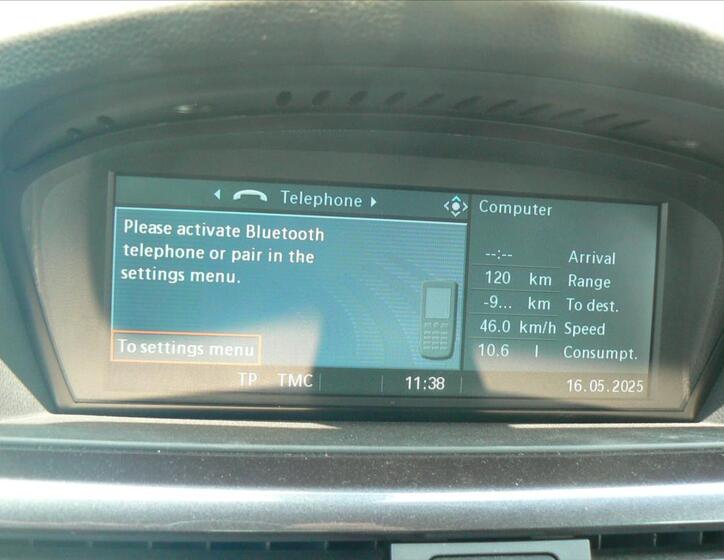 Telephone
Please activate Bluetooth
telephone or pair in the
settings menu.
To settings menu
TP TMC 11:38
Computer
--:-- Arrival
120 km Range
-9... km To dest.
46.0 km/h Speed
10.6 l Consumpt.
16.05.2025